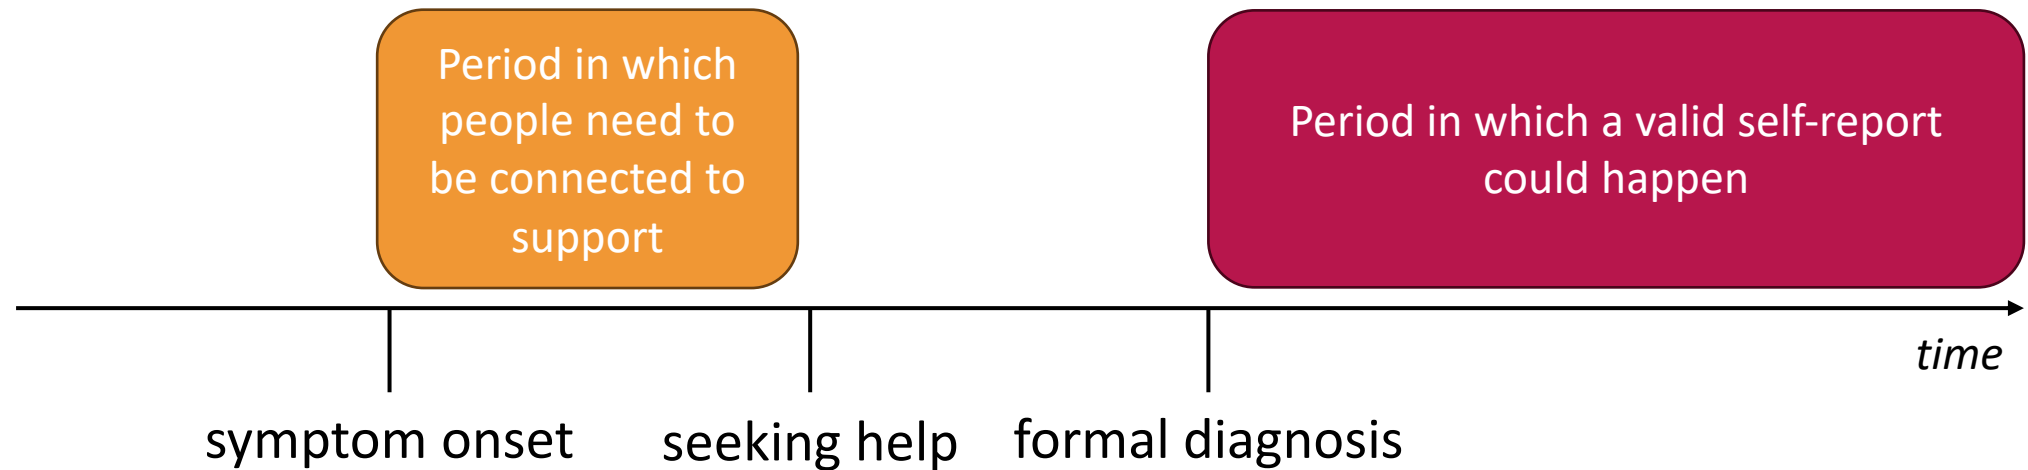 Period in which
people need to
be connected to
support
Period in which a valid self-report
could happen
time
symptom onset
seeking help
formal diagnosis